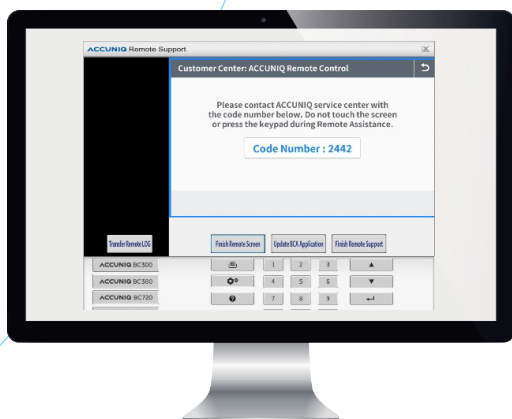 ACCUNIQ Remote Support
Customer Center: ACCUNIQ Remote Control
Please contact ACCUNIQ service center with
the code number below. Do not touch the screen
or press the keypad during Remote Assistance.
Code Number : 2442
Transfer Remote LOG
Finish Remote Screen
Update BCA Application
Finish Remote Support
ACCUNIQ BC300
1 2 3
ACCUNIQ BC380
4 5 6
ACCUNIQ BC720
? 7 8 9